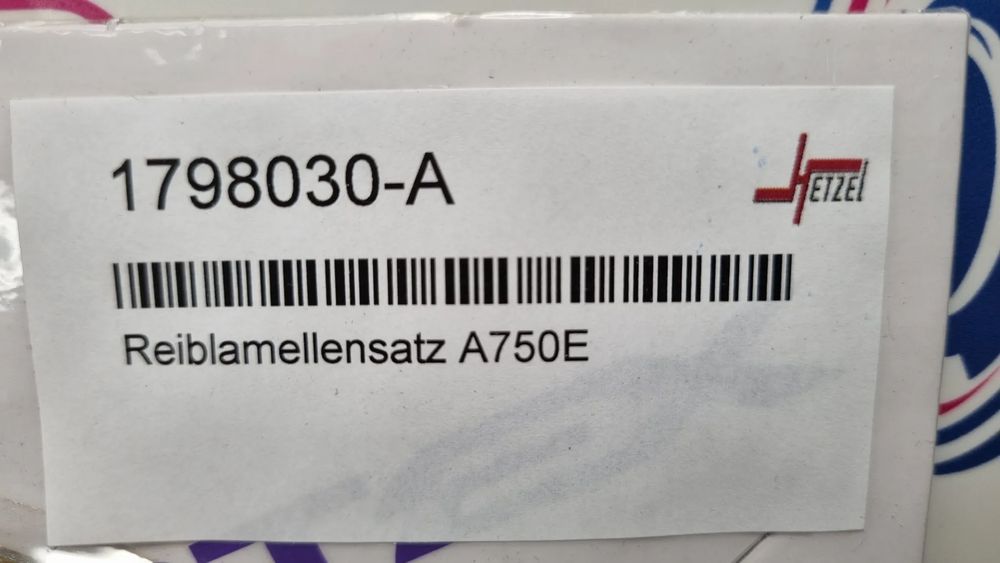 1798030-A
HETZEL
Reiblamellensatz A750E